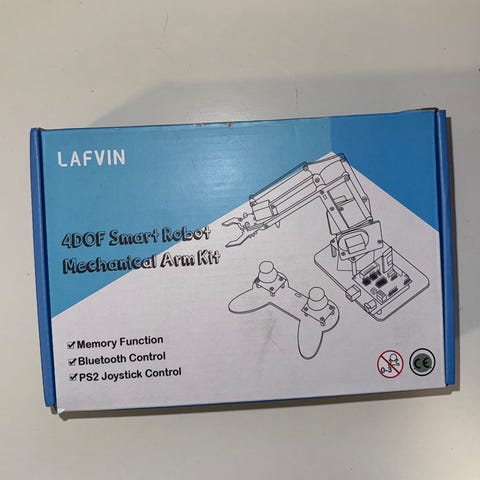 LAFVIN
4DOF Smart Robot
Mechanical Arm Kit
Memory Function
Bluetooth Control
PS2 Joystick Control
0-3
CE